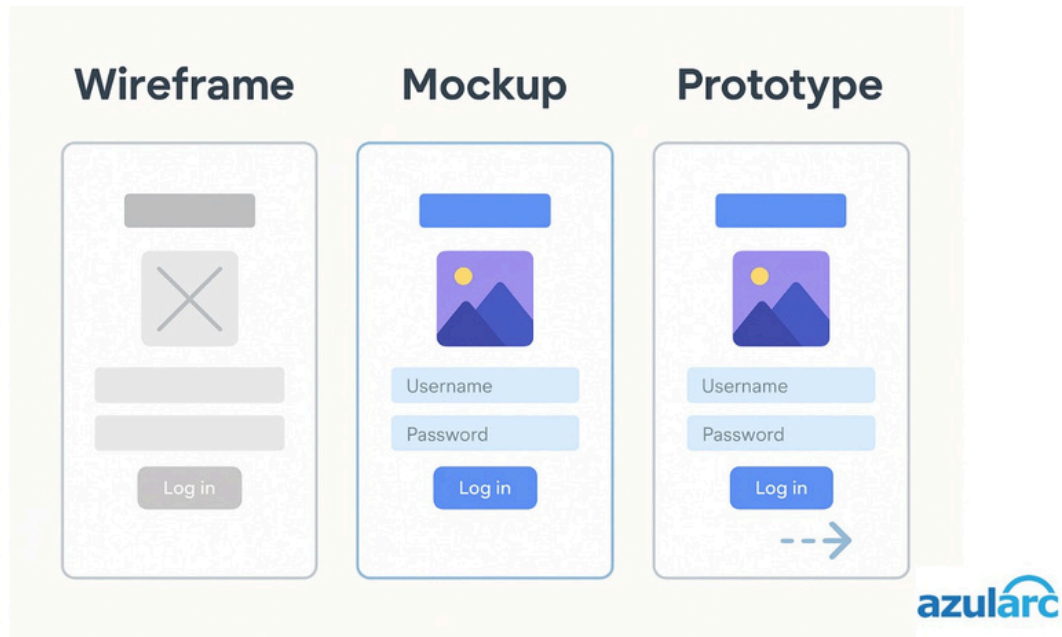 Wireframe
Mockup
Prototype
Log in
Username
Password
Log in
Username
Password
Log in
azularc